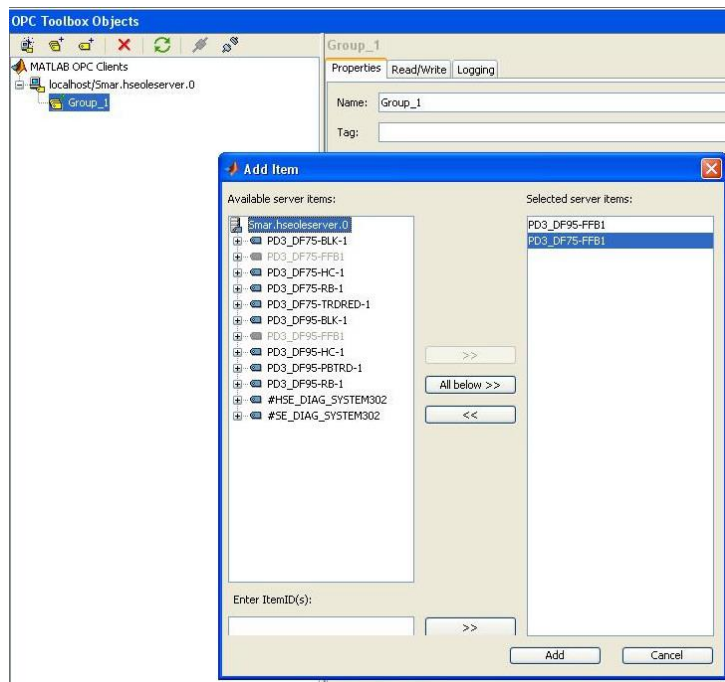 OPC Toolbox Objects
MATLAB OPC Clients
localhost/Smar.hseoleserver.0
Group_1
Group_1
Properties Read/Write Logging
Name: Group_1
Tag:
Add Item
Available server items:
Smar.hseoleserver.0
PD3_DF75-BLK-1
PD3_DF75-FFB1
PD3_DF75-HC-1
PD3_DF75-RB-1
PD3_DF75-TRDRED-1
PD3_DF95-BLK-1
PD3_DF95-FFB1
PD3_DF95-HC-1
PD3_DF95-PBTRD-1
PD3_DF95-RB-1
#HSE_DIAG_SYSTEM302
#SE_DIAG_SYSTEM302
>>
All below >>
<<
Selected server items:
PD3_DF95-FFB1
PD3_DF75-FFB1
Enter ItemID(s):
>>
Add Cancel